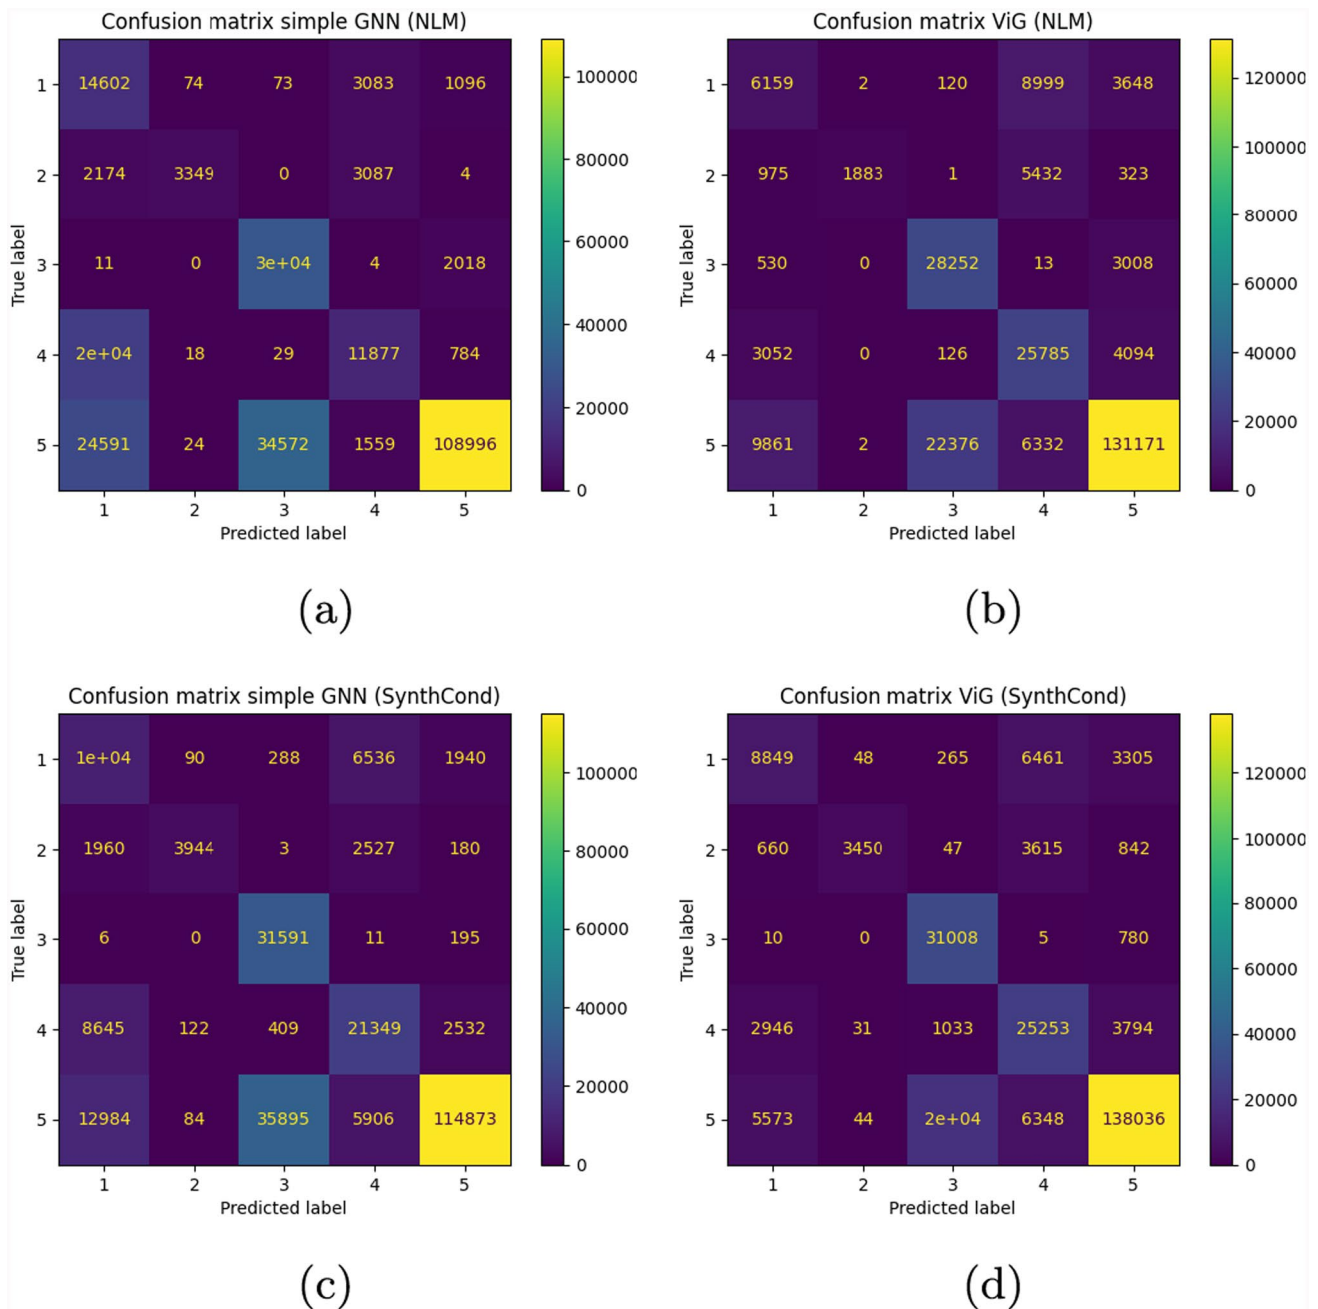 Confusion matrix simple GNN (NLM)
1 14602 74 73 3083 1096
2 2174 3349 0 3087 4
3 11 0 3e+04 4 2018
4 2e+04 18 29 11877 784
5 24591 24 34572 1559 108996
1 2 3 4 5
Predicted label
True label
100000
80000
60000
40000
20000
0
(a)
Confusion matrix ViG (NLM)
1 6159 2 120 8999 3648
2 975 1883 1 5432 323
3 530 0 28252 13 3008
4 3052 0 126 25785 4094
5 9861 2 22376 6332 131171
1 2 3 4 5
Predicted label
True label
120000
100000
80000
60000
40000
20000
0
(b)
Confusion matrix simple GNN (SynthCond)
1 1e+04 90 288 6536 1940
2 1960 3944 3 2527 180
3 6 0 31591 11 195
4 8645 122 409 21349 2532
5 12984 84 35895 5906 114873
1 2 3 4 5
Predicted label
True label
100000
80000
60000
40000
20000
0
(c)
Confusion matrix ViG (SynthCond)
1 8849 48 265 6461 3305
2 660 3450 47 3615 842
3 10 0 31008 5 780
4 2946 31 1033 25253 3794
5 5573 44 2e+04 6348 138036
1 2 3 4 5
Predicted label
True label
120000
100000
80000
60000
40000
20000
0
(d)